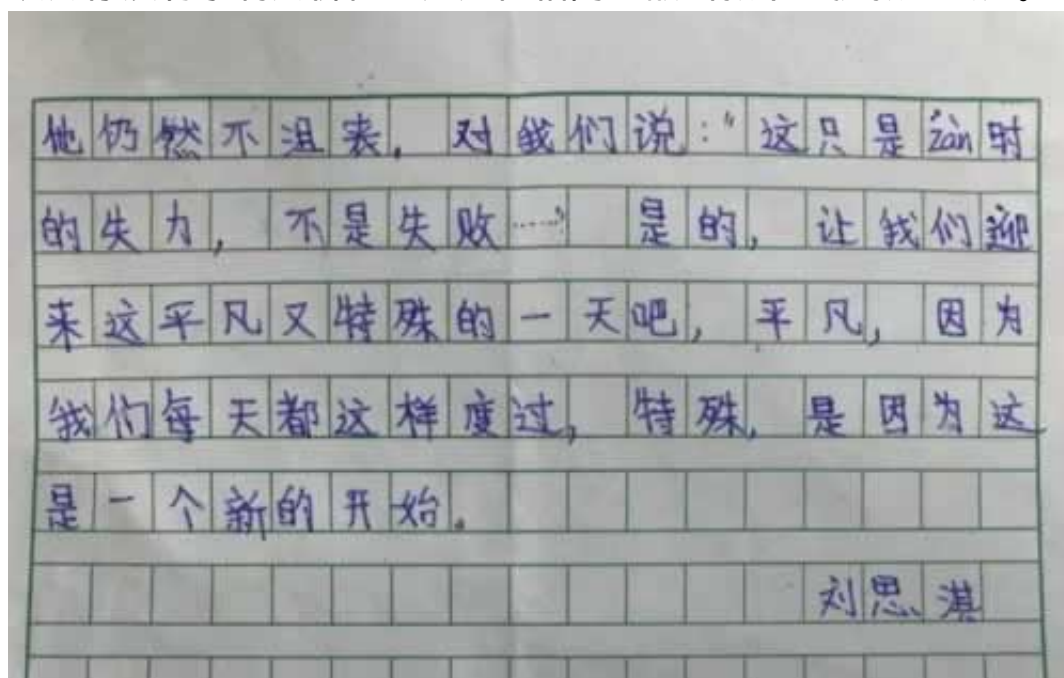 他仍然不沮丧，对我们说：“这只是zàn时
的失力，不是失败……”是的，让我们迎
来这平凡又特殊的一天吧，平凡，因为
我们每天都这样度过，特殊，是因为这
是一个新的开始。
刘思淇